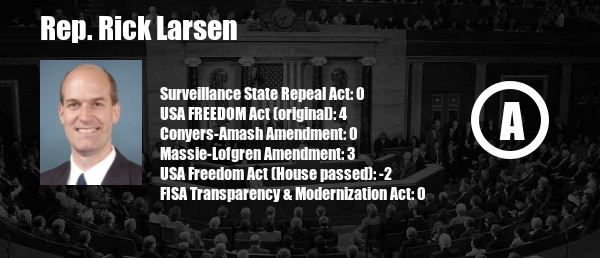 Rep. Rick Larsen
Surveillance State Repeal Act: 0
USA FREEDOM Act (original): 4
Conyers-Amash Amendment: 0
Massie-Lofgren Amendment: 3
USA Freedom Act (House passed): -2
FISA Transparency & Modernization Act: 0
A